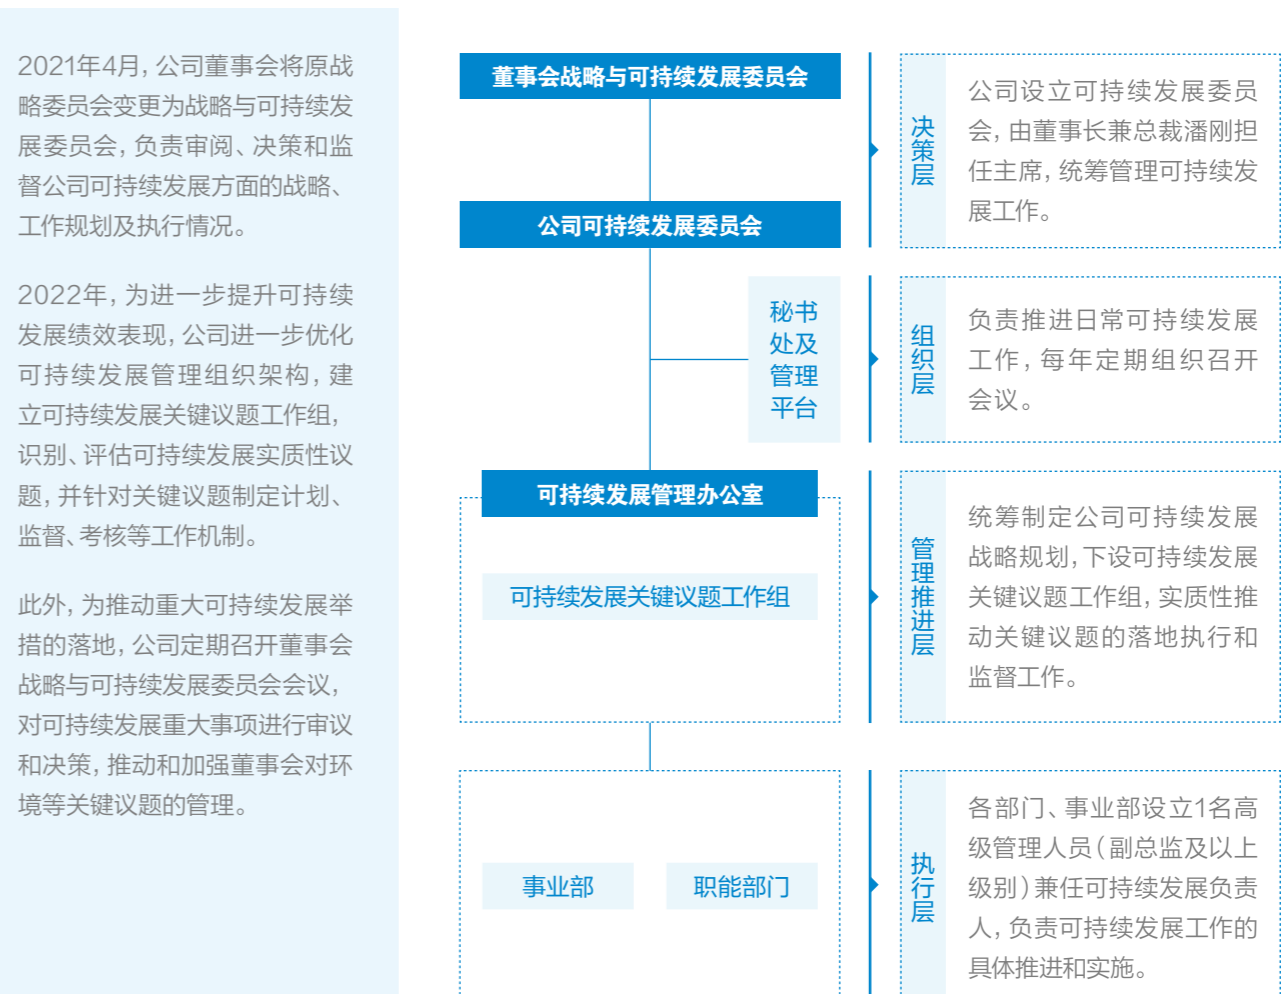 2021年4月，公司董事会将原战
略委员会变更为战略与可持续发
展委员会，负责审阅、决策和监
督公司可持续发展方面的战略、
工作规划及执行情况。
2022年，为进一步提升可持续
发展绩效表现，公司进一步优化
可持续发展管理组织架构，建
立可持续发展关键议题工作组，
识别、评估可持续发展实质性议
题，并针对关键议题制定计划、
监督、考核等工作机制。
此外，为推动重大可持续发展举
措的落地，公司定期召开董事会
战略与可持续发展委员会会议，
对可持续发展重大事项进行审议
和决策，推动和加强董事会对环
境等关键议题的管理。
董事会战略与可持续发展委员会
公司可持续发展委员会
秘书
处及
管理
平台
可持续发展管理办公室
可持续发展关键议题工作组
事业部
职能部门
决策层
公司设立可持续发展委员
会，由董事长兼总裁潘刚担
任主席，统筹管理可持续发
展工作。
组织层
负责推进日常可持续发展
工作，每年定期组织召开
会议。
管理推进层
统筹制定公司可持续发展
战略规划，下设可持续发展
关键议题工作组，实质性推
动关键议题的落地执行和
监督工作。
执行层
各部门、事业部设立1名高
级管理人员（副总监及以上
级别）兼任可持续发展负责
人，负责可持续发展工作的
具体推进和实施。